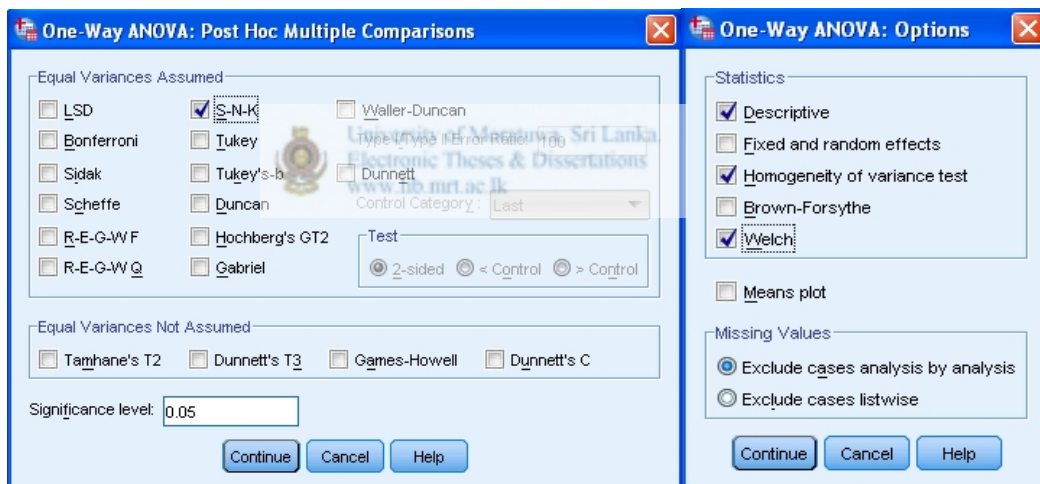 One-Way ANOVA: Post Hoc Multiple Comparisons
Equal Variances Assumed
LSD
S-N-K
Waller-Duncan
Bonferroni
Tukey
Type I/Type II Error Ratio: 100
Sidak
Tukey's-b
Dunnett
Scheffe
Duncan
Control Category: Last
R-E-G-W F
Hochberg's GT2
Test
R-E-G-W Q
Gabriel
2-sided
< Control
> Control
University of Moratuwa, Sri Lanka.
Electronic Theses & Dissertations
www.lib.mrt.ac.lk
Equal Variances Not Assumed
Tamhane's T2
Dunnett's T3
Games-Howell
Dunnett's C
Significance level: 0.05
Continue
Cancel
Help
One-Way ANOVA: Options
Statistics
Descriptive
Fixed and random effects
Homogeneity of variance test
Brown-Forsythe
Welch
Means plot
Missing Values
Exclude cases analysis by analysis
Exclude cases listwise
Continue
Cancel
Help